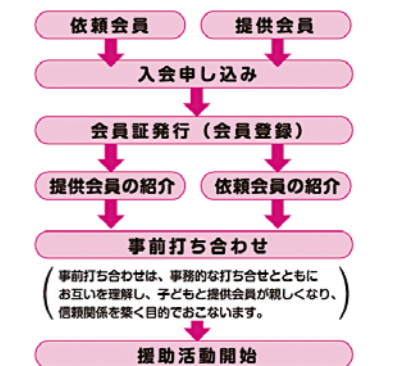 依頼会員 提供会員
入会申し込み
会員証発行（会員登録）
提供会員の紹介 依頼会員の紹介
事前打ち合わせ
事前打ち合わせは、事務的な打ち合せとともに
お互いを理解し、子どもと提供会員が親しくなり、
信頼関係を築く目的でおこないます。
援助活動開始